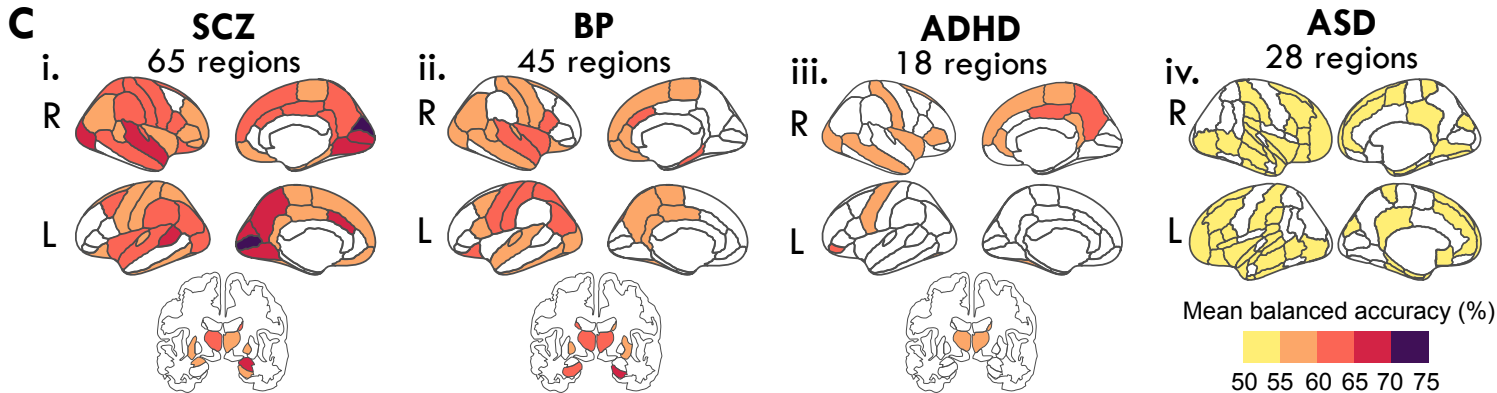 C
SCZ
65 regions
i.
R
L
BP
45 regions
ii.
R
L
ADHD
18 regions
iii.
R
L
ASD
28 regions
iv.
R
L
Mean balanced accuracy (%)
50 55 60 65 70 75